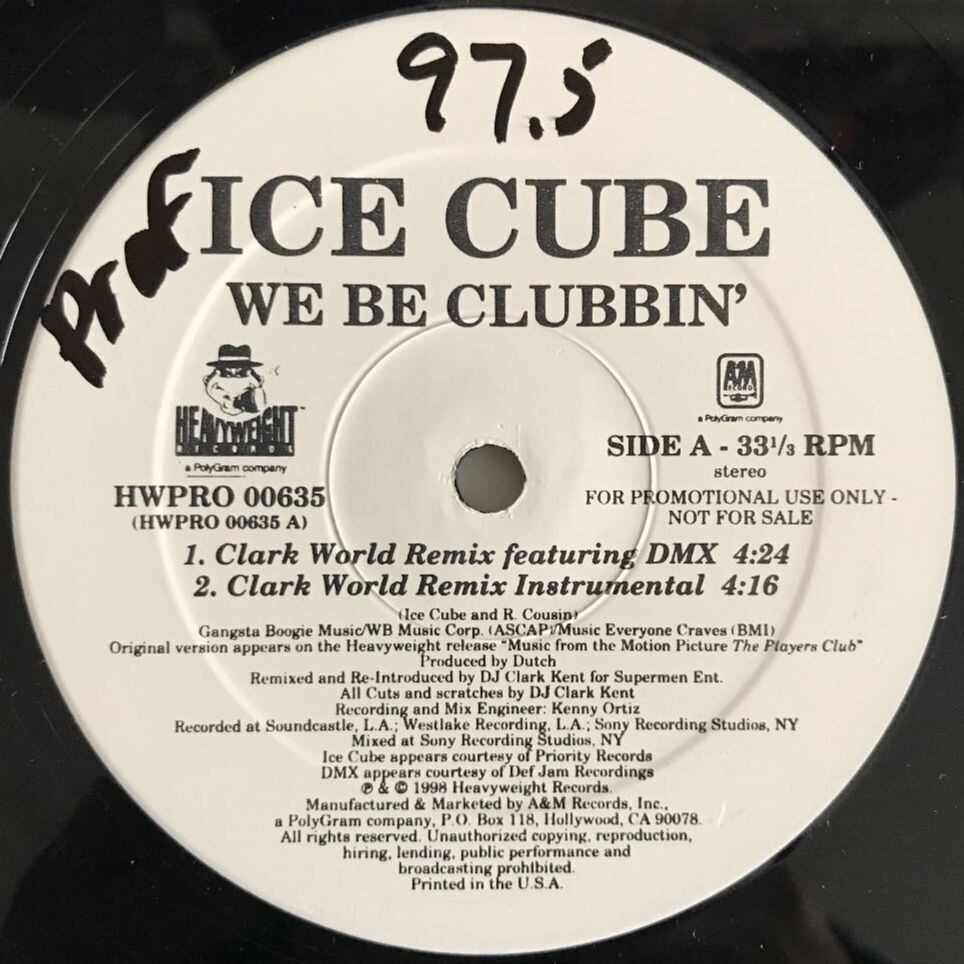 97.5
Prof
ICE CUBE
WE BE CLUBBIN'
HEAVYWEIGHT™
RECORDS
a PolyGram company
HWPRO 00635
(HWPRO 00635 A)
A&M
RECORDS
a PolyGram company
SIDE A - 33 1/3 RPM
stereo
FOR PROMOTIONAL USE ONLY -
NOT FOR SALE
1. Clark World Remix featuring DMX 4:24
2. Clark World Remix Instrumental 4:16
(Ice Cube and R. Cousin)
Gangsta Boogie Music/WB Music Corp. (ASCAP)/Music Everyone Craves (BMI)
Original version appears on the Heavyweight release "Music from the Motion Picture The Players Club"
Produced by Dutch
Remixed and Re-Introduced by DJ Clark Kent for Supermen Ent.
All Cuts and scratches by DJ Clark Kent
Recording and Mix Engineer: Kenny Ortiz
Recorded at Soundcastle, L.A.; Westlake Recording, L.A.; Sony Recording Studios, NY
Mixed at Sony Recording Studios, NY
Ice Cube appears courtesy of Priority Records
DMX appears courtesy of Def Jam Recordings
℗ & © 1998 Heavyweight Records.
Manufactured & Marketed by A&M Records, Inc.,
a PolyGram company, P.O. Box 118, Hollywood, CA 90078.
All rights reserved. Unauthorized copying, reproduction,
hiring, lending, public performance and
broadcasting prohibited.
Printed in the U.S.A.